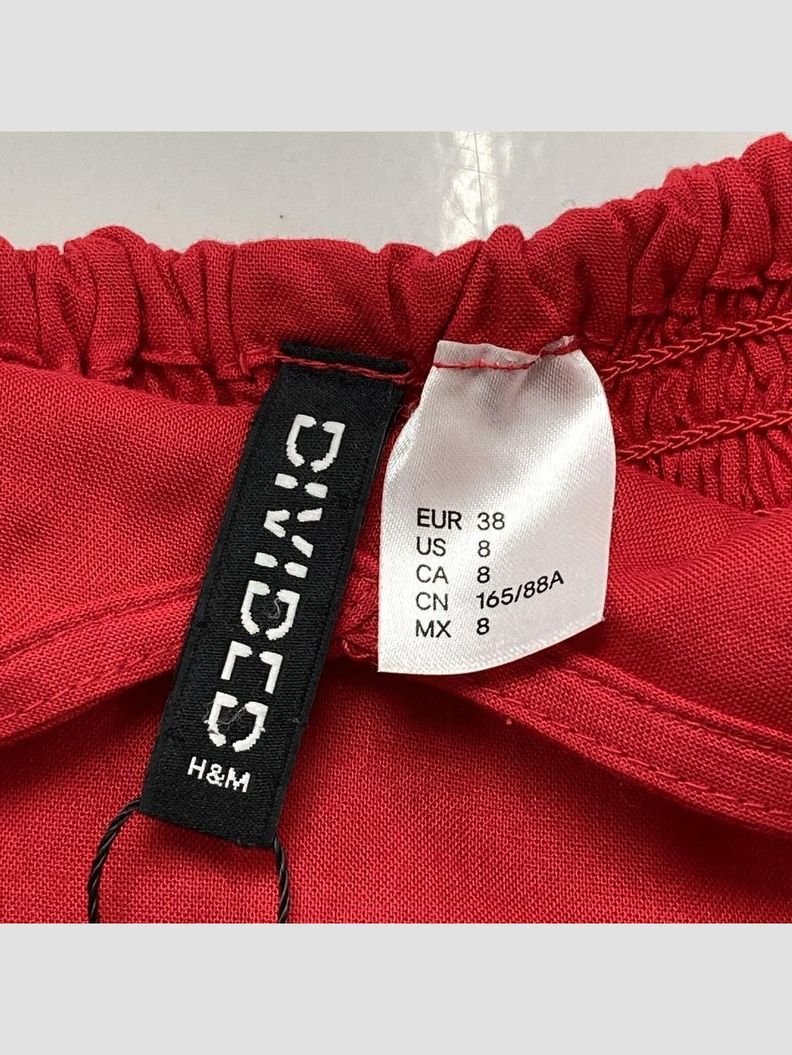 DIVIDED
H&M
EUR 38
US 8
CA 8
CN 165/88A
MX 8